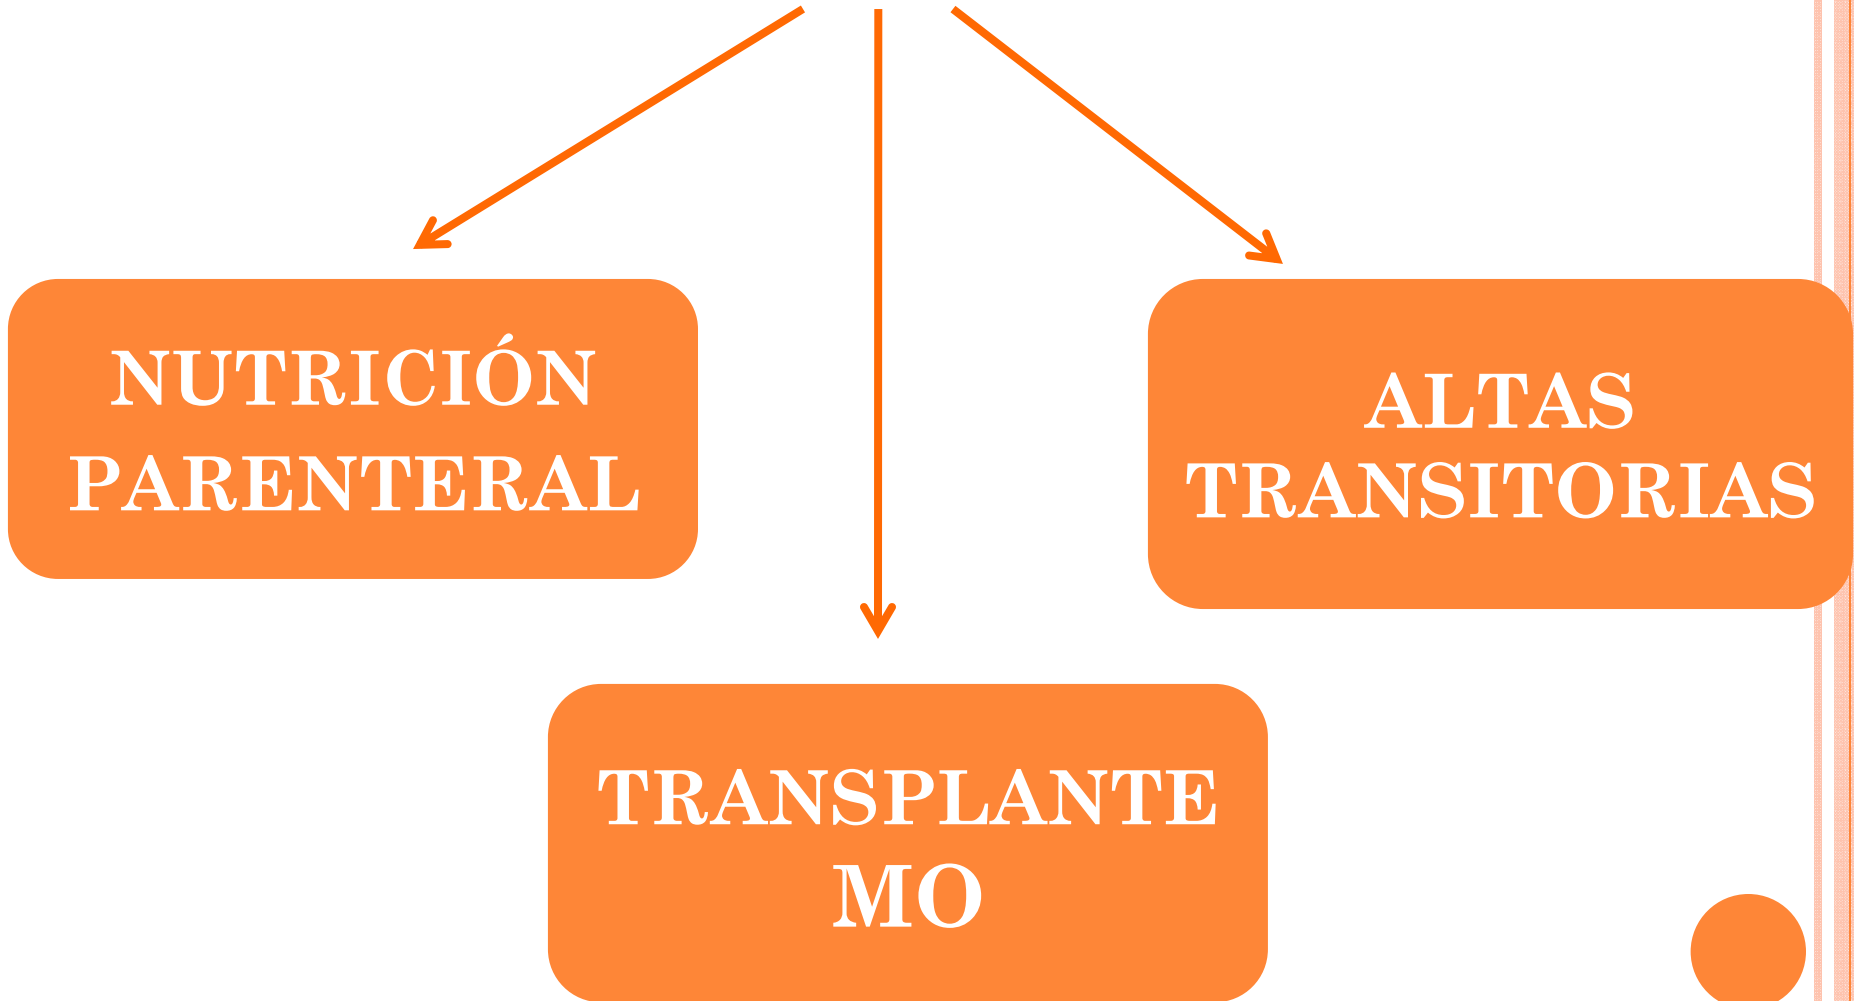 NUTRICIÓN
PARENTERAL
ALTAS
TRANSITORIAS
TRANSPLANTE
MO